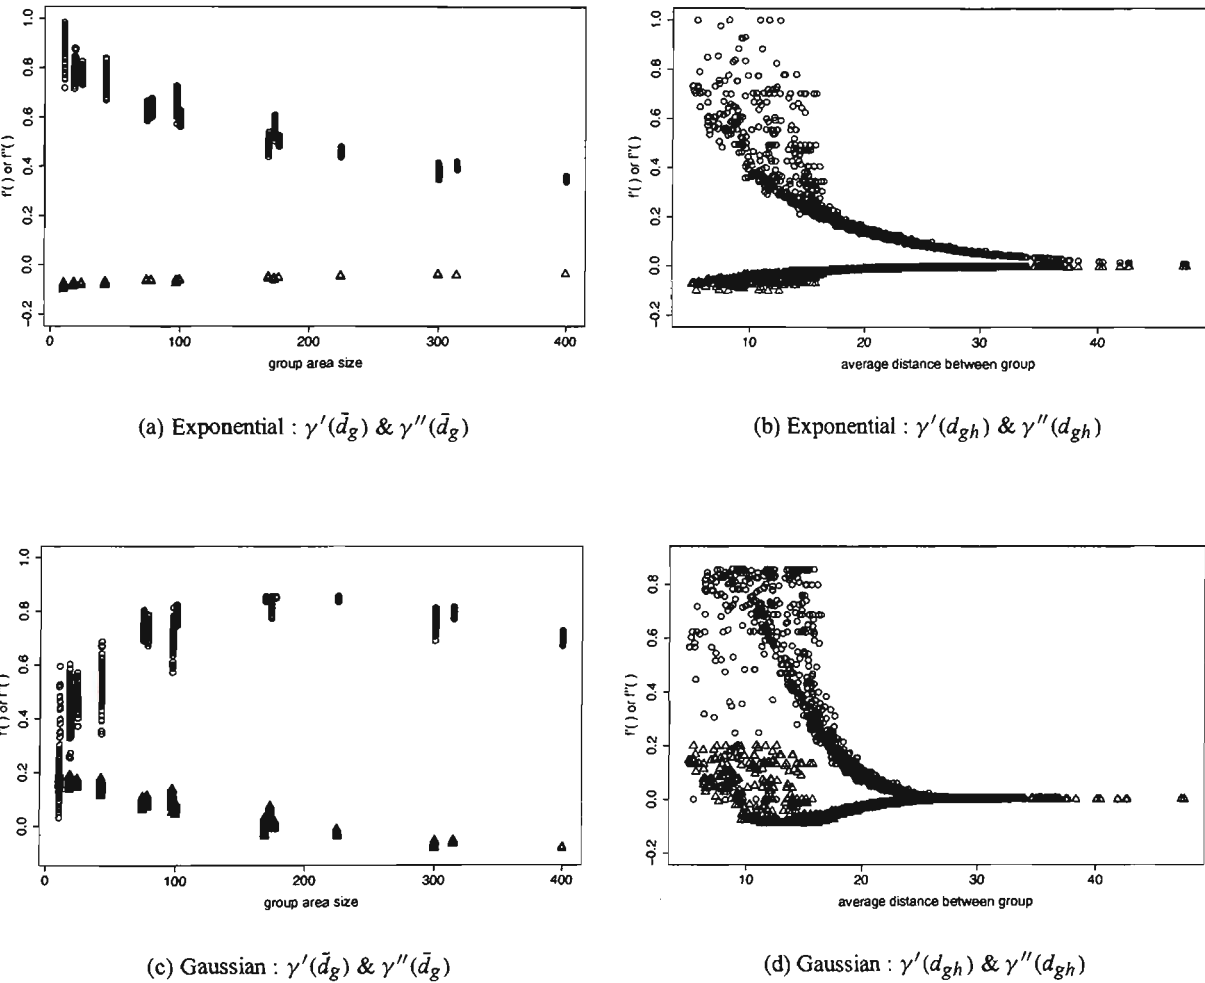 1.0
0.8
0.6
0.4
0.2
0.0
−0.2
f'( ) or f''( )
0 100 200 300 400
group area size
(a) Exponential : γ′(d̄g) & γ′′(d̄g)
1.0
0.8
0.6
0.4
0.2
0.0
−0.2
f'( ) or f''( )
10 20 30 40
average distance between group
(b) Exponential : γ′(dgh) & γ′′(dgh)
1.0
0.8
0.6
0.4
0.2
0.0
f'( ) or f''( )
0 100 200 300 400
group area size
(c) Gaussian : γ′(d̄g) & γ′′(d̄g)
0.8
0.6
0.4
0.2
0.0
−0.2
f'( ) or f''( )
10 20 30 40
average distance between group
(d) Gaussian : γ′(dgh) & γ′′(dgh)